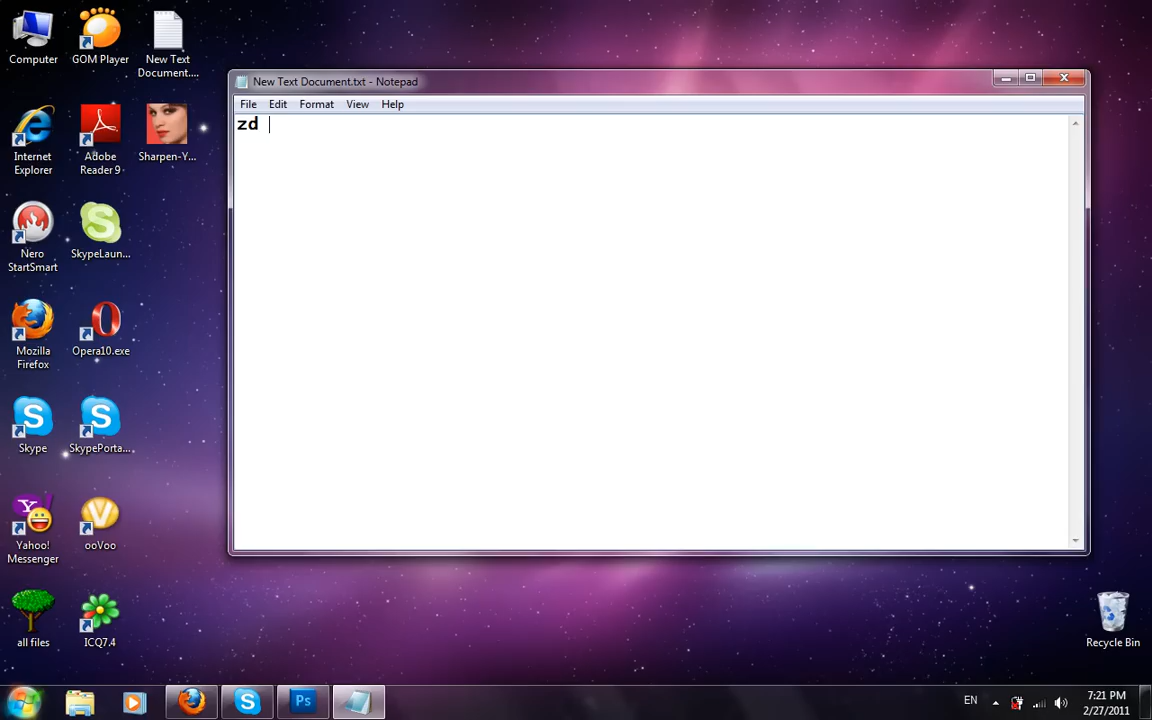 Computer
GOM Player
New Text
Document....
Internet
Explorer
Adobe
Reader 9
Sharpen-Y...
Nero
StartSmart
SkypeLaun...
Mozilla
Firefox
Opera10.exe
Skype
SkypePorta...
Yahoo!
Messenger
ooVoo
all files
ICQ7.4
New Text Document.txt - Notepad
File Edit Format View Help
zd
Recycle Bin
Ps
EN
7:21 PM
2/27/2011